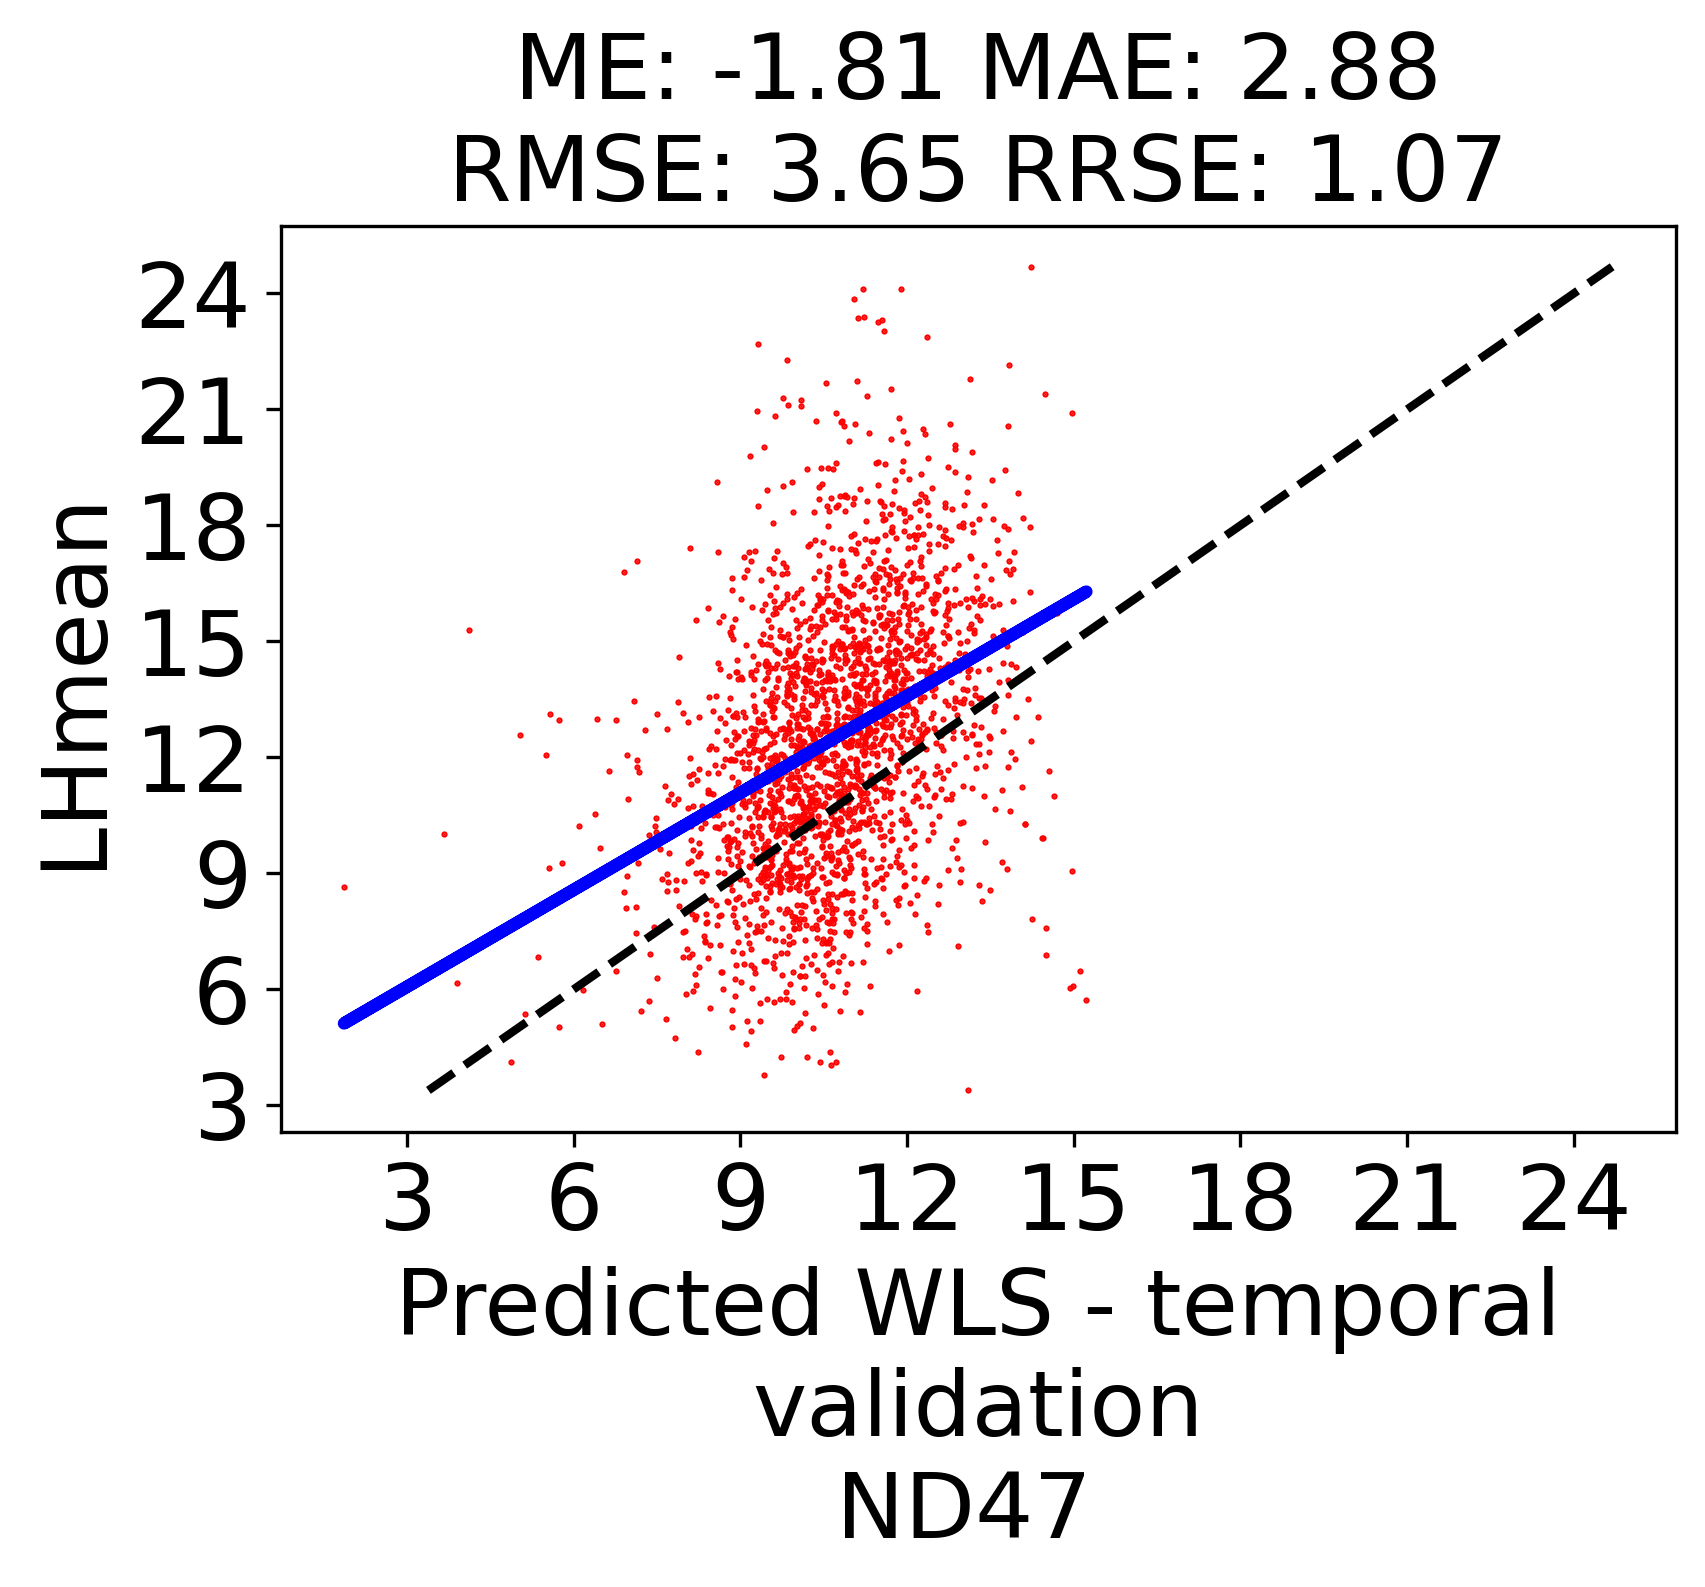 ME: -1.81 MAE: 2.88
RMSE: 3.65 RRSE: 1.07
24
21
18
15
12
9
6
3
LHmean
3 6 9 12 15 18 21 24
Predicted WLS - temporal
validation
ND47